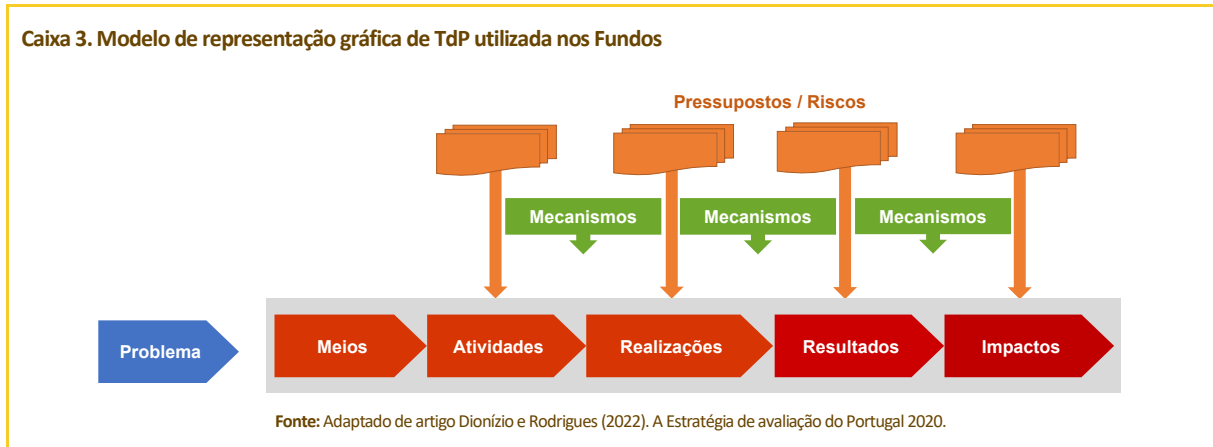 Caixa 3. Modelo de representação gráfica de TdP utilizada nos Fundos
Pressupostos / Riscos
Mecanismos
Mecanismos
Mecanismos
Problema
Meios
Atividades
Realizações
Resultados
Impactos
Fonte: Adaptado de artigo Dionízio e Rodrigues (2022). A Estratégia de avaliação do Portugal 2020.